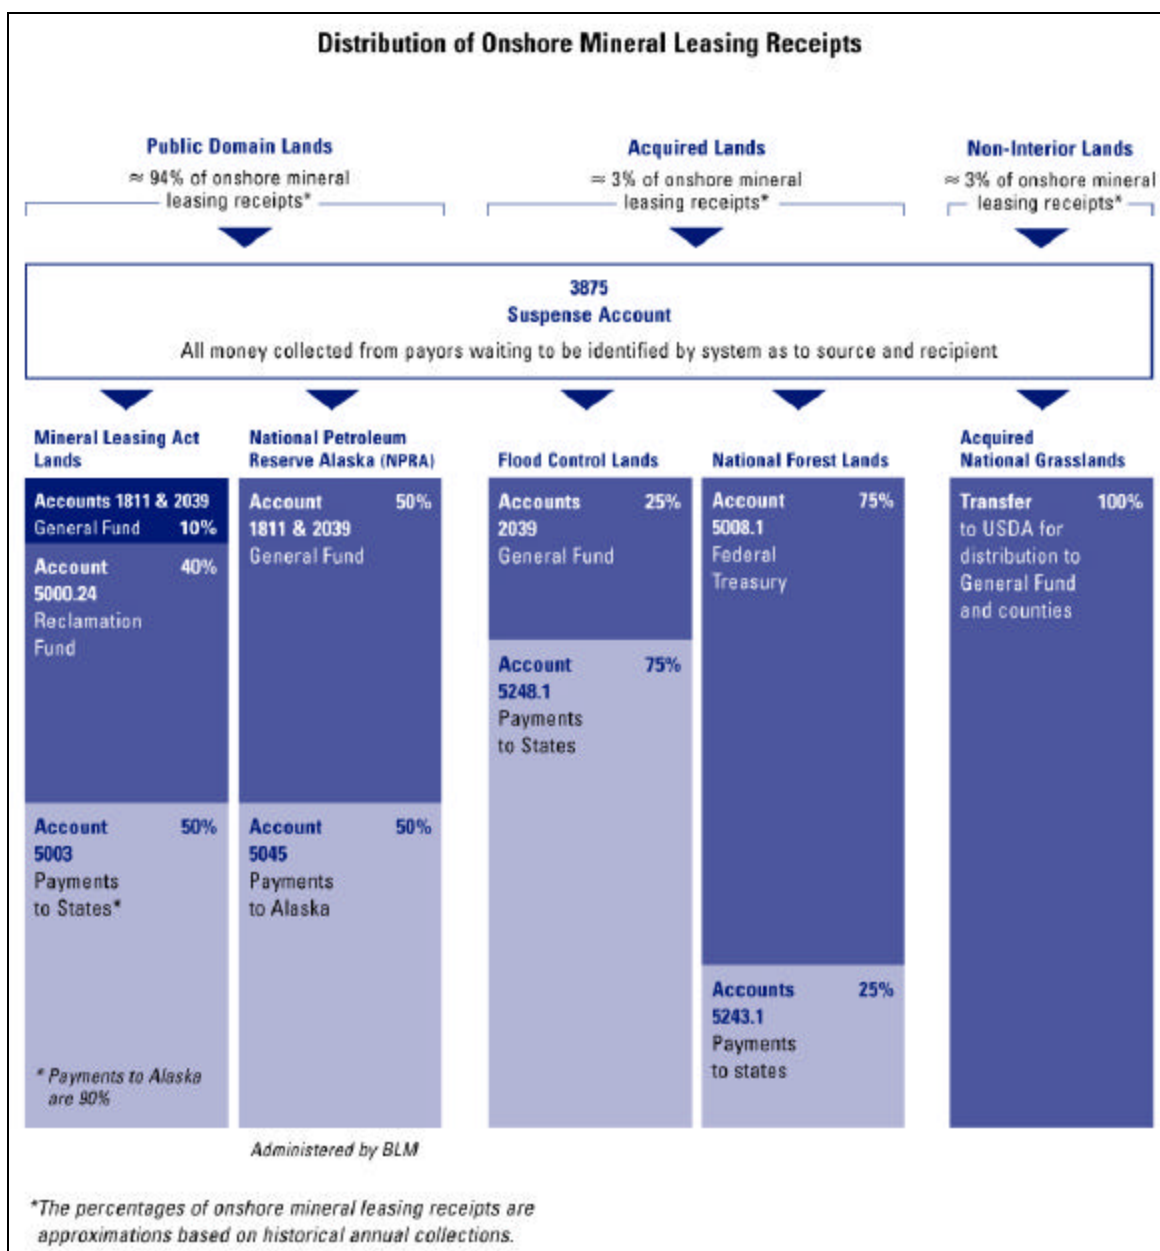 Distribution of Onshore Mineral Leasing Receipts
Public Domain Lands
≈ 94% of onshore mineral
leasing receipts*
Acquired Lands
≈ 3% of onshore mineral
leasing receipts*
Non-Interior Lands
≈ 3% of onshore mineral
leasing receipts*
3875
Suspense Account
All money collected from payors waiting to be identified by system as to source and recipient
Mineral Leasing Act
Lands
Accounts 1811 & 2039
General Fund 10%
Account 40%
5000.24
Reclamation
Fund
Account 50%
5003
Payments
to States*
* Payments to Alaska
are 90%
National Petroleum
Reserve Alaska (NPRA)
Account 50%
1811 & 2039
General Fund
Account 50%
5045
Payments
to Alaska
Administered by BLM
Flood Control Lands
Accounts 25%
2039
General Fund
Account 75%
5248.1
Payments
to States
National Forest Lands
Account 75%
5008.1
Federal
Treasury
Accounts 25%
5243.1
Payments
to states
Acquired
National Grasslands
Transfer 100%
to USDA for
distribution to
General Fund
and counties
*The percentages of onshore mineral leasing receipts are
approximations based on historical annual collections.